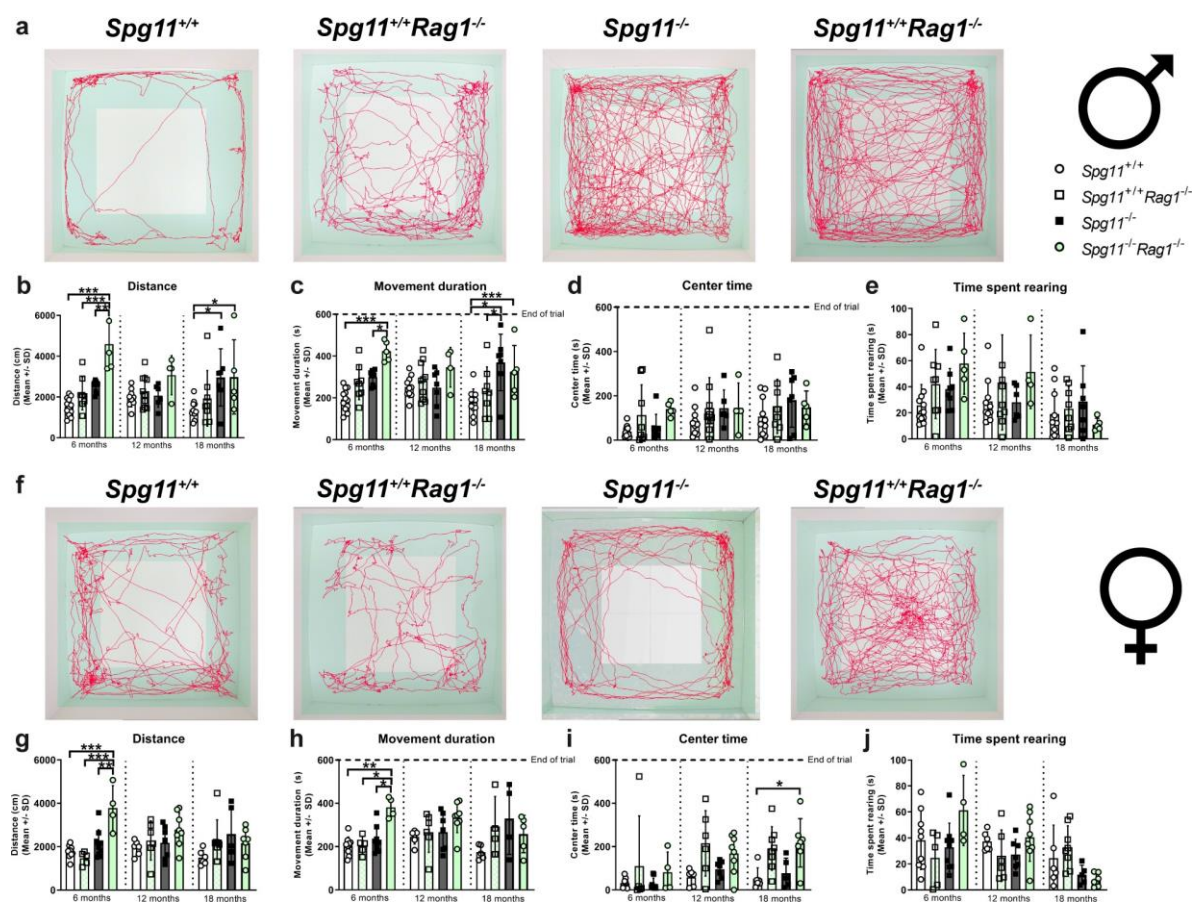 a Spg11+/+ Spg11+/+Rag1-/- Spg11-/- Spg11+/+Rag1-/-
Spg11+/+
Spg11+/+Rag1-/-
Spg11-/-
Spg11-/-Rag1-/-
b Distance
*** *** ** * *
Distance (cm)
(Mean +/- SD)
6000
4000
2000
0
6 months 12 months 18 months
c Movement duration
*** * *** * *
End of trial
Movement duration (s)
(Mean +/- SD)
600
400
200
0
6 months 12 months 18 months
d Center time
End of trial
Center time (s)
(Mean +/- SD)
600
400
200
0
6 months 12 months 18 months
e Time spent rearing
Time spent rearing (s)
(Mean +/- SD)
100
80
60
40
20
0
6 months 12 months 18 months
f Spg11+/+ Spg11+/+Rag1-/- Spg11-/- Spg11+/+Rag1-/-
g Distance
*** *** **
Distance (cm)
(Mean +/- SD)
6000
4000
2000
0
6 months 12 months 18 months
h Movement duration
** * *
End of trial
Movement duration (s)
(Mean +/- SD)
600
400
200
0
6 months 12 months 18 months
i Center time
*
End of trial
Center time (s)
(Mean +/- SD)
600
400
200
0
6 months 12 months 18 months
j Time spent rearing
Time spent rearing (s)
(Mean +/- SD)
100
80
60
40
20
0
6 months 12 months 18 months